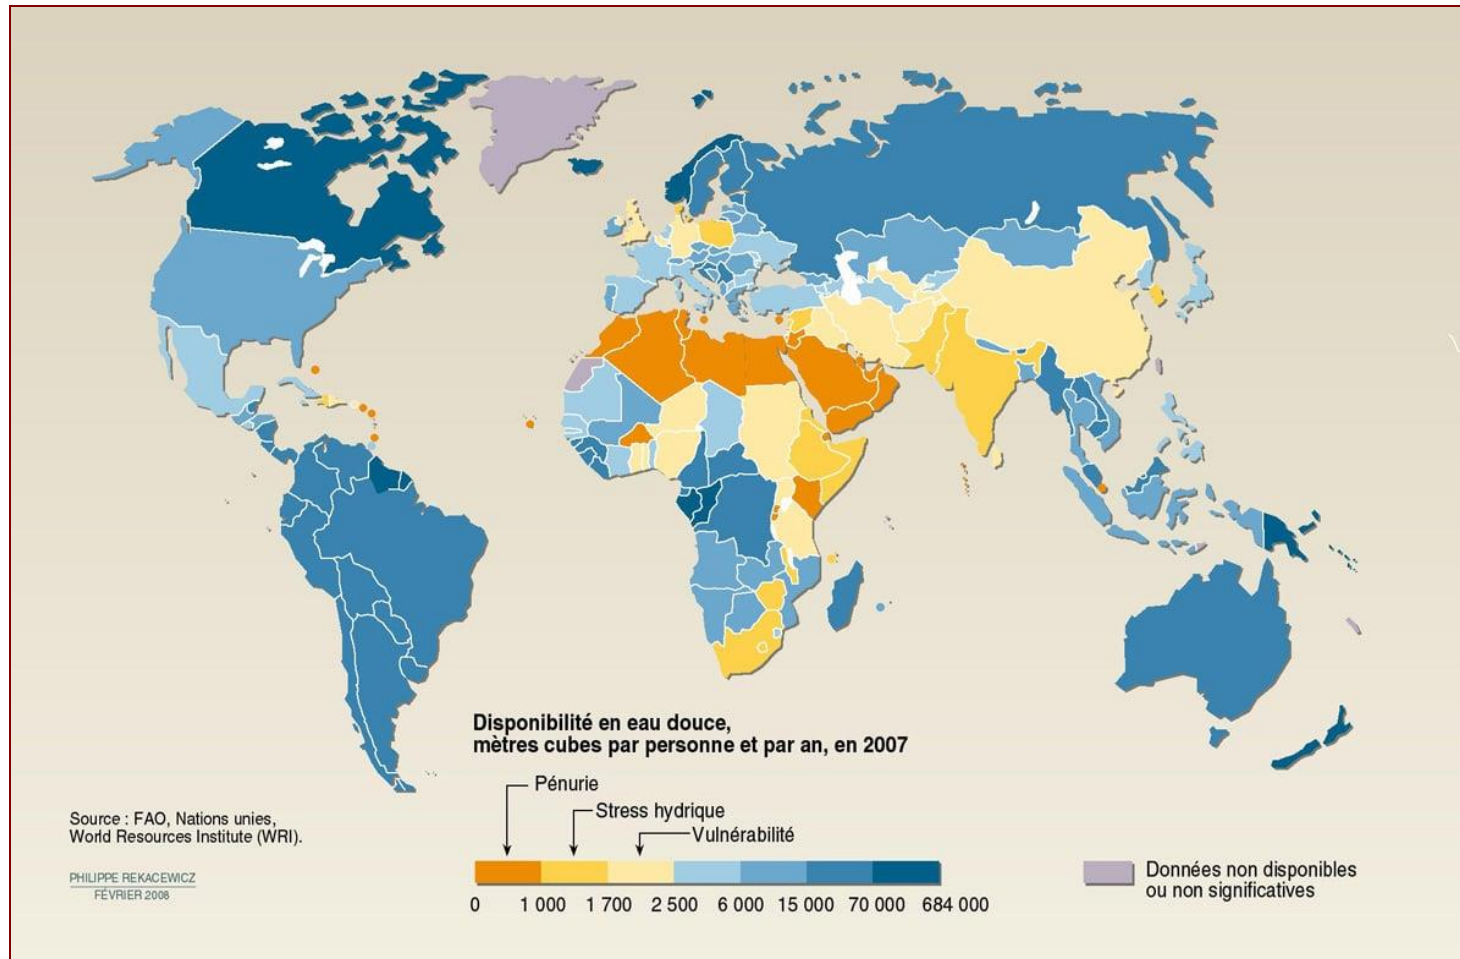 Disponibilité en eau douce,
mètres cubes par personne et par an, en 2007
Pénurie
Stress hydrique
Vulnérabilité
0 1 000 1 700 2 500 6 000 15 000 70 000 684 000
Données non disponibles
ou non significatives
Source : FAO, Nations unies,
World Resources Institute (WRI).
PHILIPPE REKACEWICZ
FÉVRIER 2008